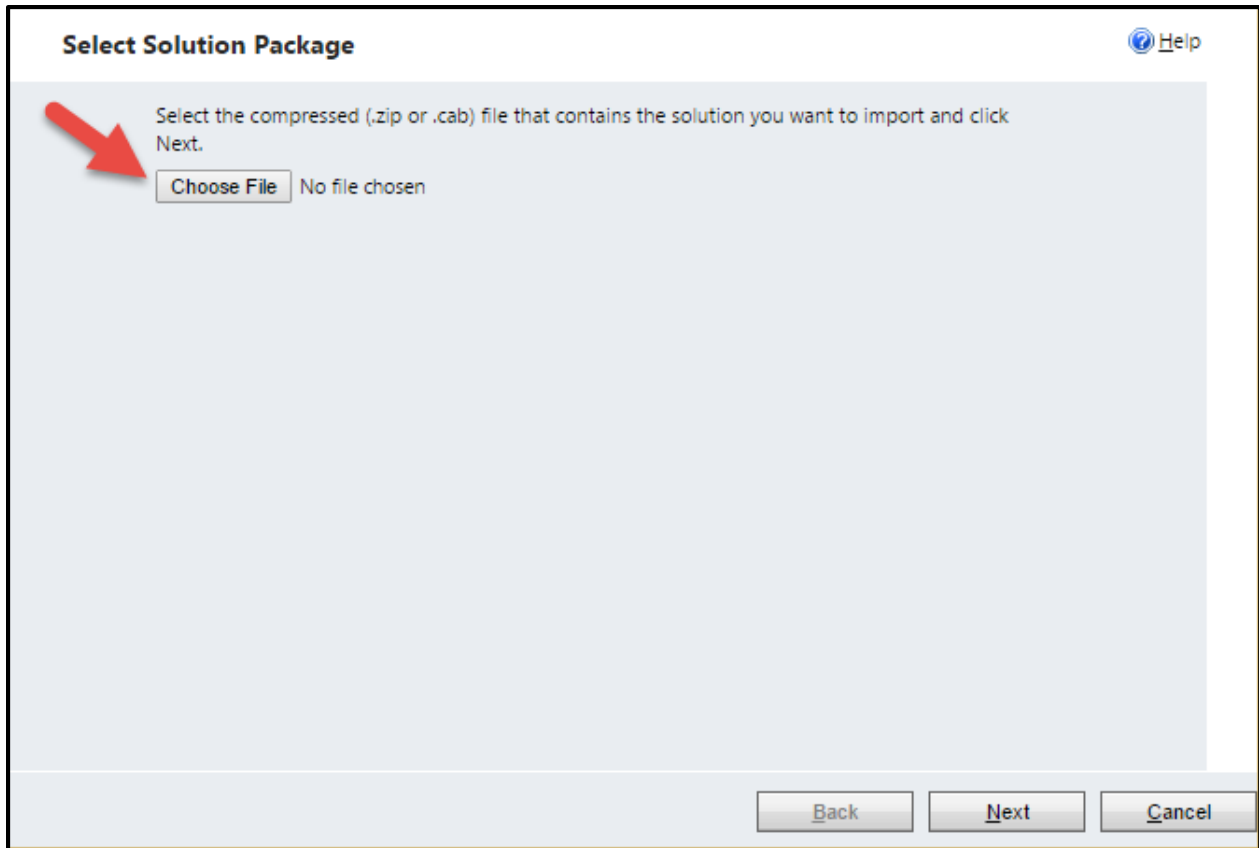 Select Solution Package
Help
Select the compressed (.zip or .cab) file that contains the solution you want to import and click
Next.
Choose File No file chosen
Back Next Cancel